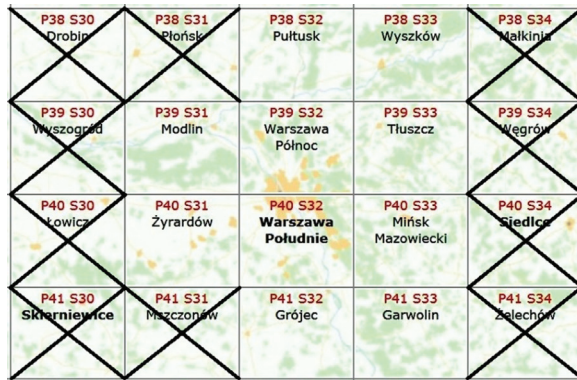 P38 S30 P38 S31 P38 S32 P38 S33 P38 S34
Drobin Płońsk Pułtusk Wyszków Małkinia
P39 S30 P39 S31 P39 S32 P39 S33 P39 S34
Wyszogród Modlin Warszawa Tłuszcz Węgrów
Północ
P40 S30 P40 S31 P40 S32 P40 S33 P40 S34
Łowicz Żyrardów Warszawa Mińsk Siedlce
Południe Mazowiecki
P41 S30 P41 S31 P41 S32 P41 S33 P41 S34
Skierniewice Mszczonów Grójec Garwolin Żelechów